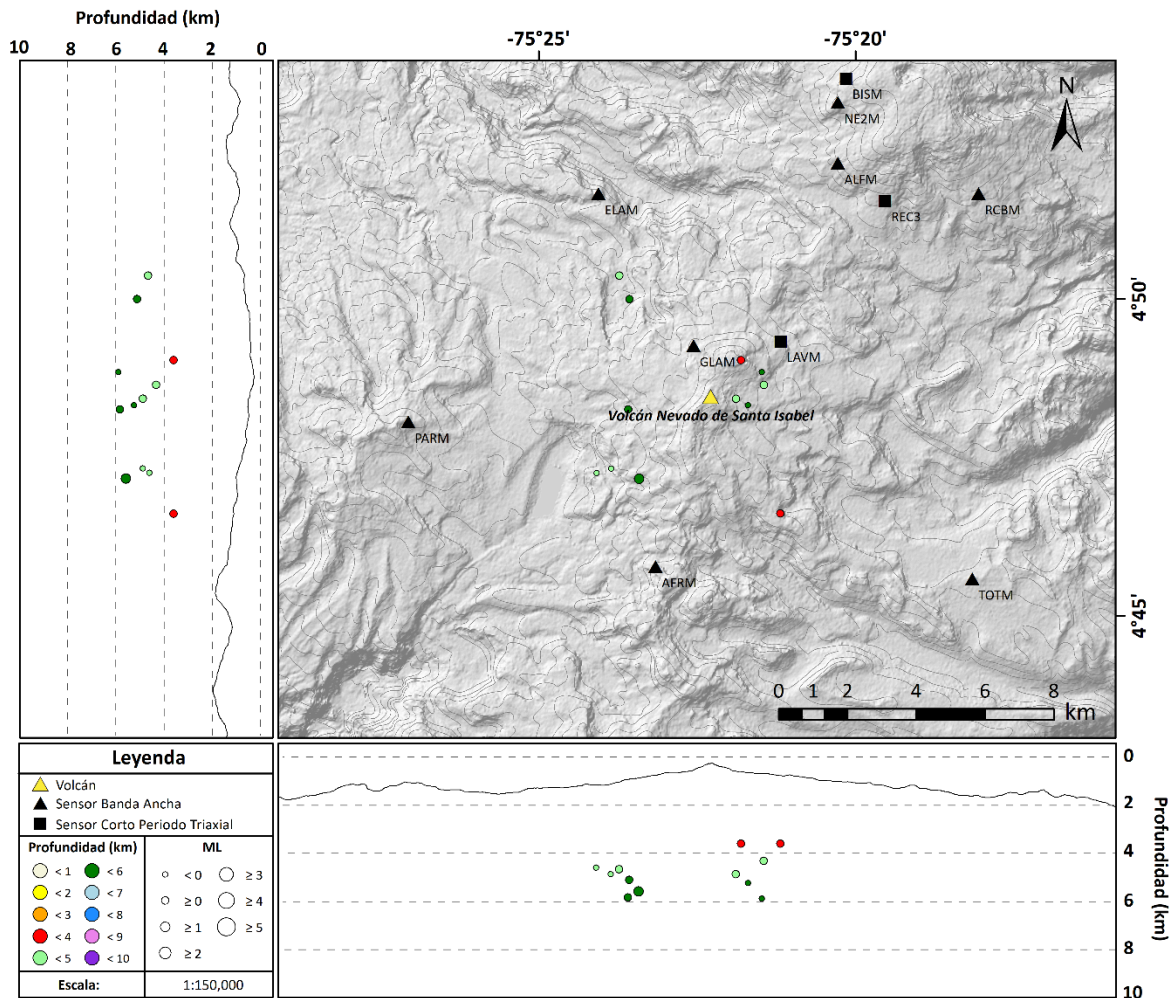 Profundidad (km)
10 8 6 4 2 0
-75°25' -75°20'
N
BISM
NE2M
ALFM
ELAM
REC3
RCBM
4°50'
GLAM
LAVM
Volcán Nevado de Santa Isabel
PARM
AFRM
TOTM
4°45'
0 1 2 4 6 8
km
Leyenda
Volcán
Sensor Banda Ancha
Sensor Corto Periodo Triaxial
Profundidad (km)
ML
< 1 < 6
< 2 < 7
< 3 < 8
< 4 < 9
< 5 < 10
< 0 ≥ 3
≥ 0 ≥ 4
≥ 1 ≥ 5
≥ 2
Escala: 1:150,000
0
2
4
6
8
10
Profundidad (km)